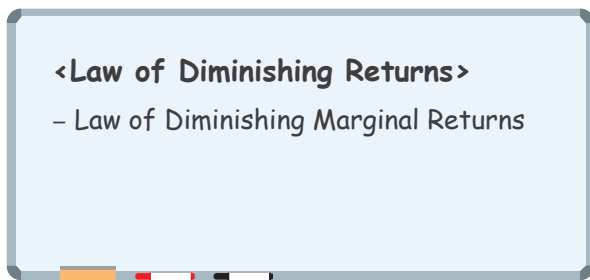 <Law of Diminishing Returns>
– Law of Diminishing Marginal Returns